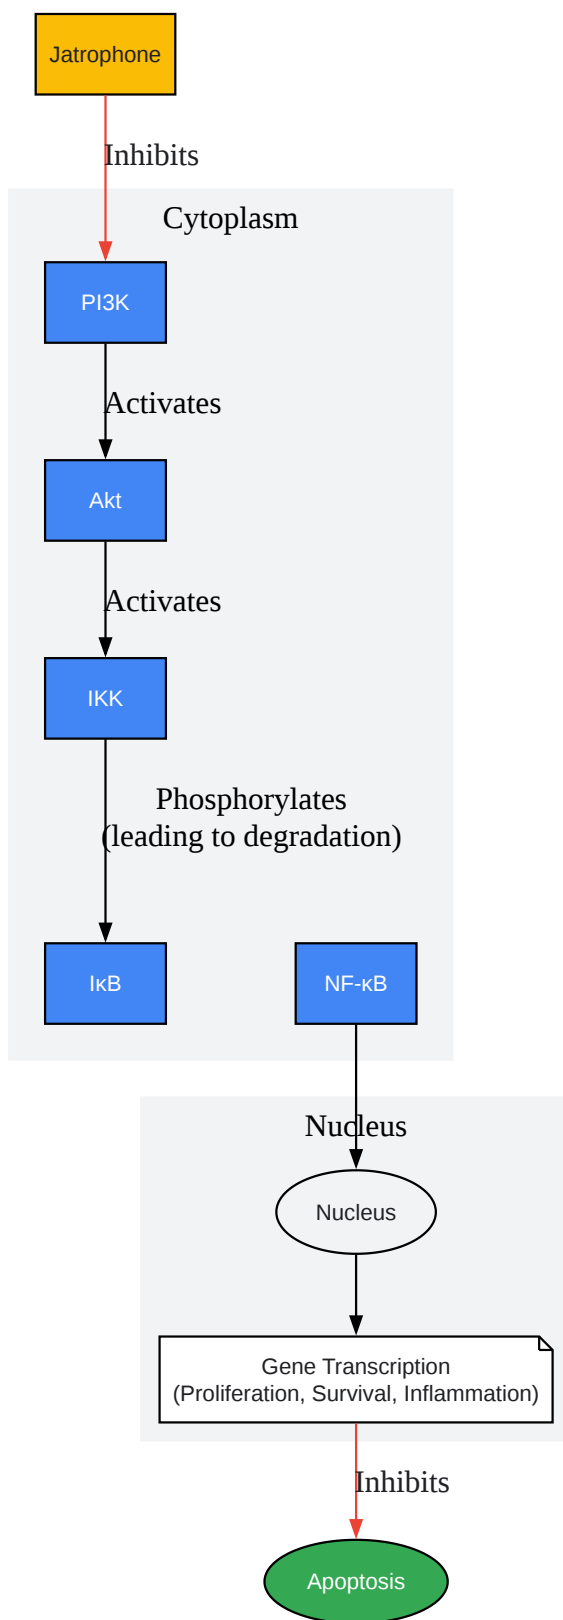 Jatrophone
Inhibits
Cytoplasm
PI3K
Activates
Akt
Activates
IKK
Phosphorylates
(leading to degradation)
IκB
NF-κB
Nucleus
Nucleus
Gene Transcription
(Proliferation, Survival, Inflammation)
Inhibits
Apoptosis